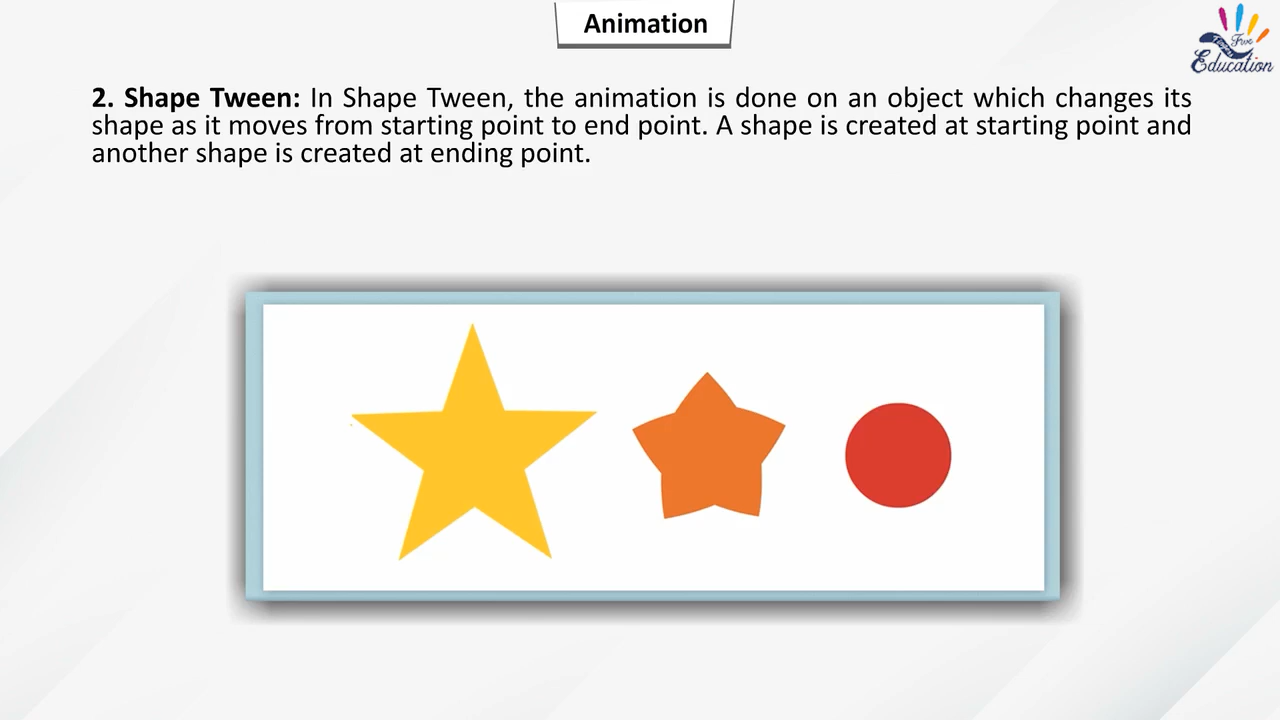 Animation
Five
Education
2. Shape Tween: In Shape Tween, the animation is done on an object which changes its
shape as it moves from starting point to end point. A shape is created at starting point and
another shape is created at ending point.